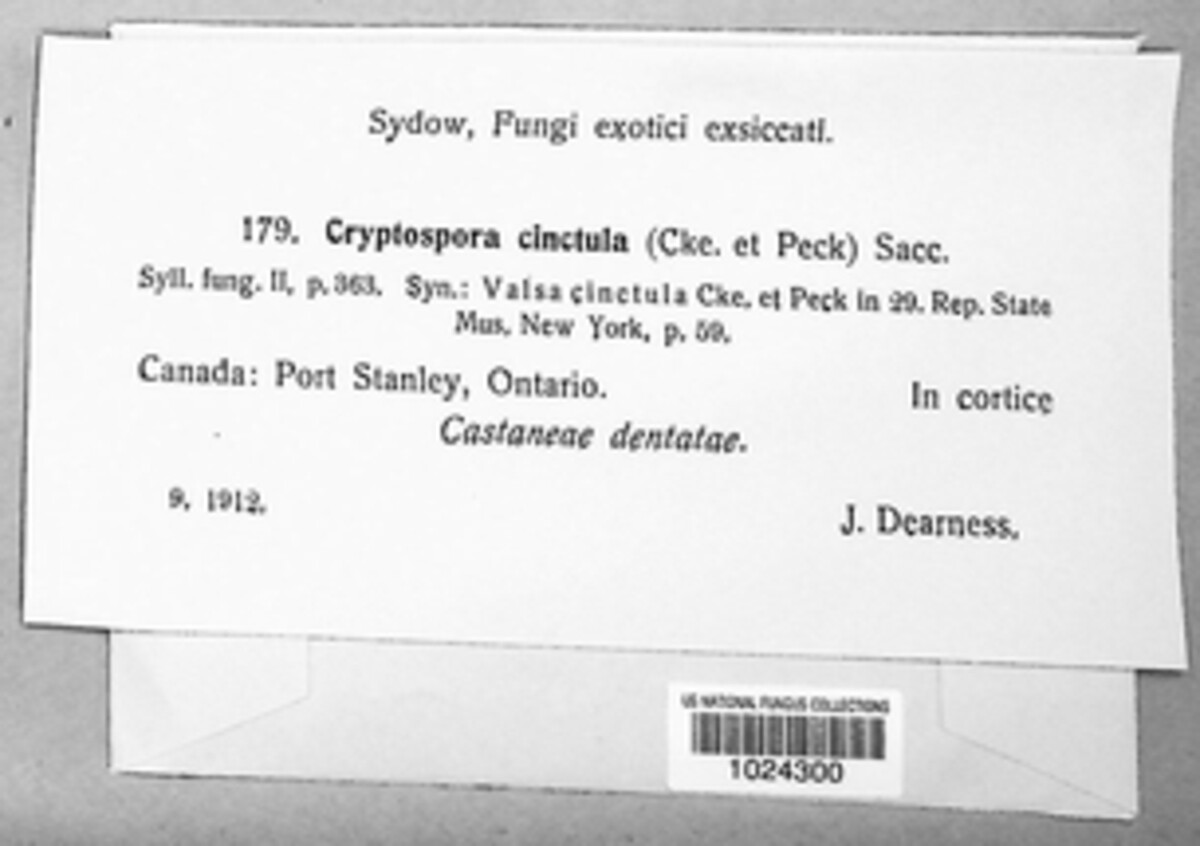 Sydow, Fungi exotici exsiccati.
179. Cryptospora cinctula (Cke. et Peck) Sacc.
Syll. fung. II, p. 363. Syn.: Valsa cinctula Cke. et Peck in 29. Rep. State
Mus. New York, p. 59.
Canada: Port Stanley, Ontario. In cortice
Castaneae dentatae.
9. 1912. J. Dearness.
US NATIONAL FUNGUS COLLECTIONS
1024300